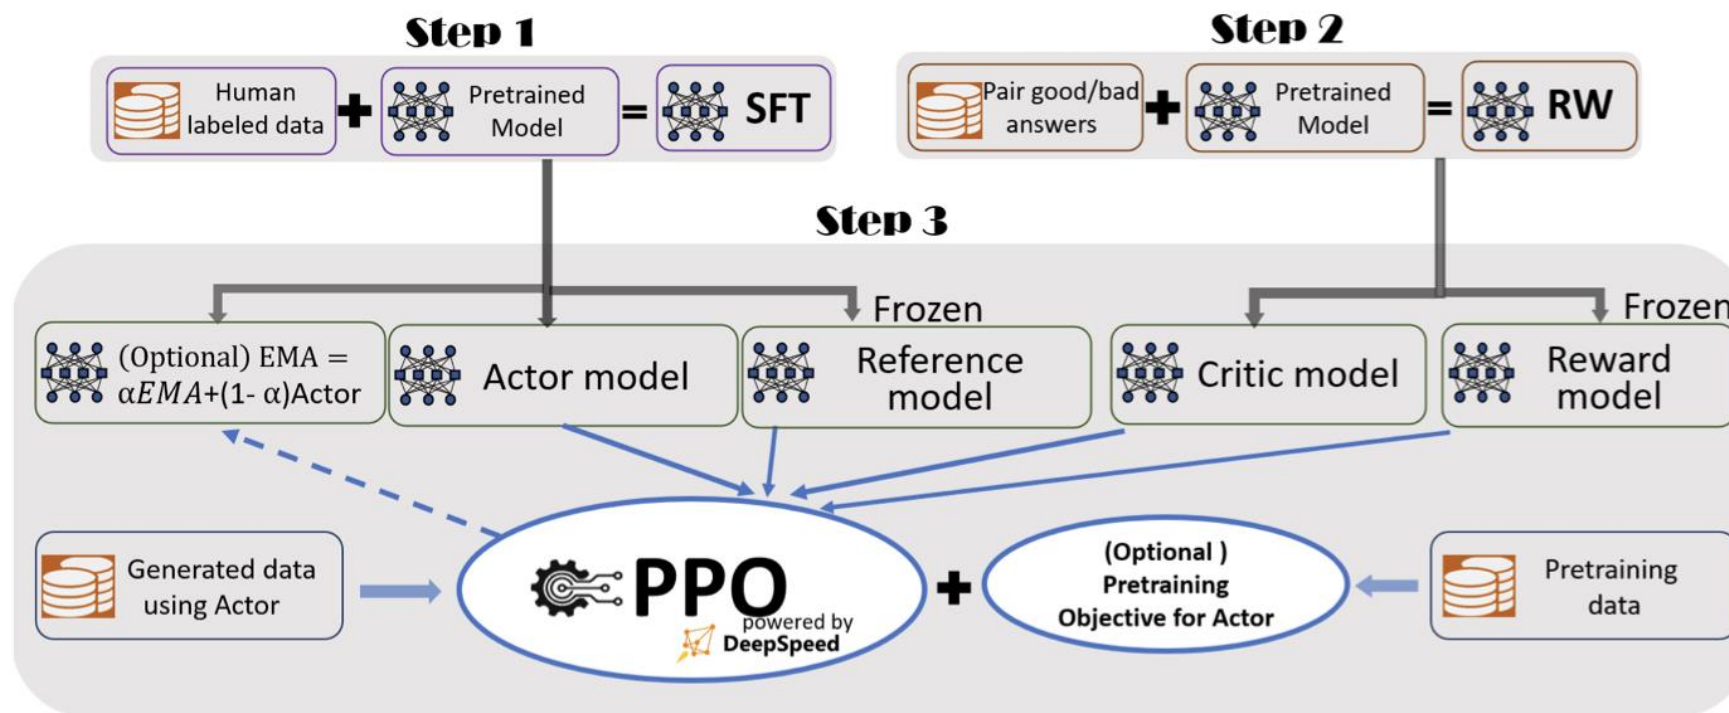 Step 1
Human
labeled data
+
Pretrained
Model
=
SFT
Step 2
Pair good/bad
answers
+
Pretrained
Model
=
RW
Step 3
(Optional) EMA =
αEMA+(1- α)Actor
Actor model
Frozen
Reference
model
Critic model
Frozen
Reward
model
Generated data
using Actor
PPO
powered by
DeepSpeed
+
(Optional )
Pretraining
Objective for Actor
Pretraining
data